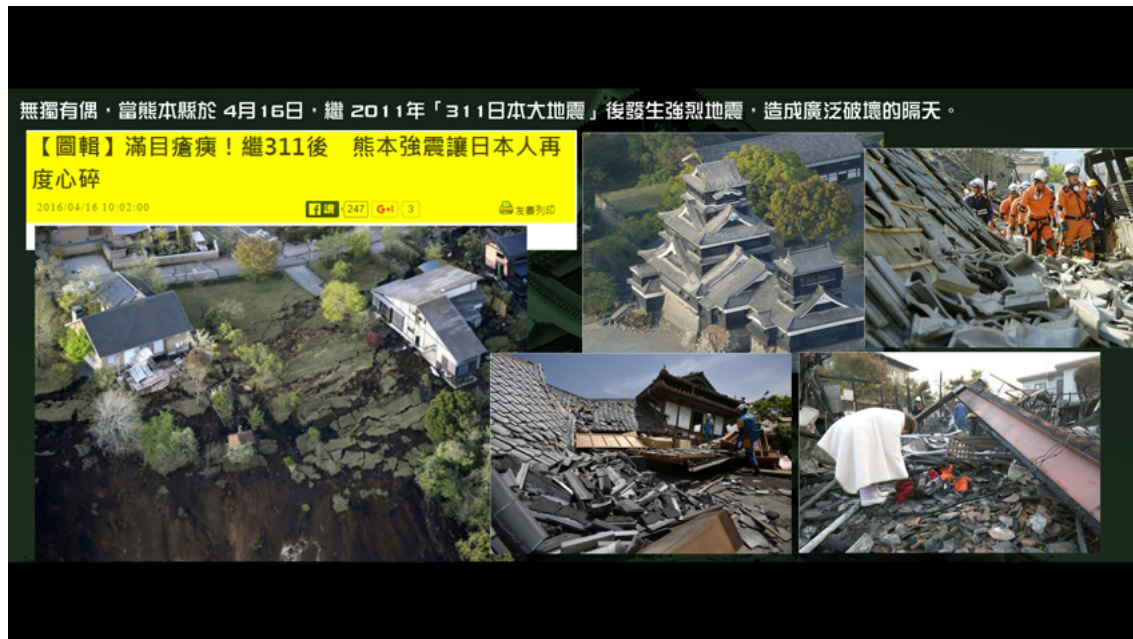 無獨有偶,當熊本縣於 4月16日,繼 2011年「311日本大地震」後發生強烈地震,造成廣泛破壞的隔天。
【圖輯】滿目瘡痍!繼311後 熊本強震讓日本人再
度心碎
2016/04/16 10:02:00
讚 247 G+1 3 友善列印